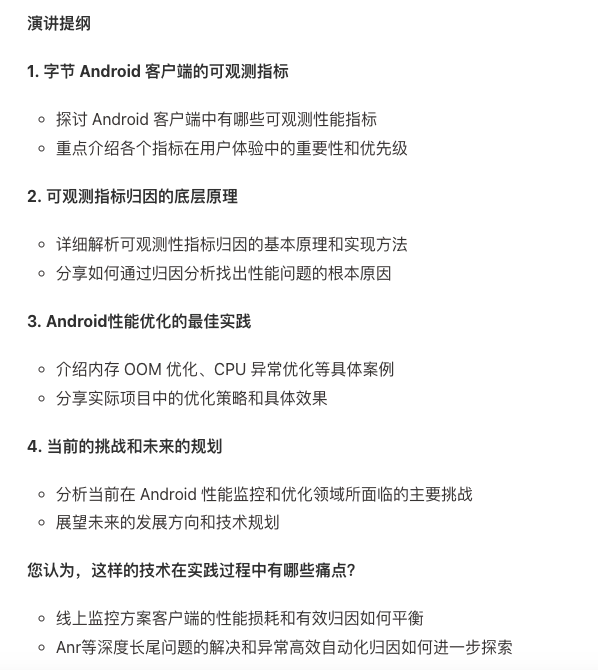 演讲提纲
1. 字节 Android 客户端的可观测指标
探讨 Android 客户端中有哪些可观测性能指标
重点介绍各个指标在用户体验中的重要性和优先级
2. 可观测指标归因的底层原理
详细解析可观测性指标归因的基本原理和实现方法
分享如何通过归因分析找出性能问题的根本原因
3. Android性能优化的最佳实践
介绍内存 OOM 优化、CPU 异常优化等具体案例
分享实际项目中的优化策略和具体效果
4. 当前的挑战和未来的规划
分析当前在 Android 性能监控和优化领域所面临的主要挑战
展望未来的发展方向和技术规划
您认为，这样的技术在实践过程中有哪些痛点?
线上监控方案客户端的性能损耗和有效归因如何平衡
Anr等深度长尾问题的解决和异常高效自动化归因如何进一步探索